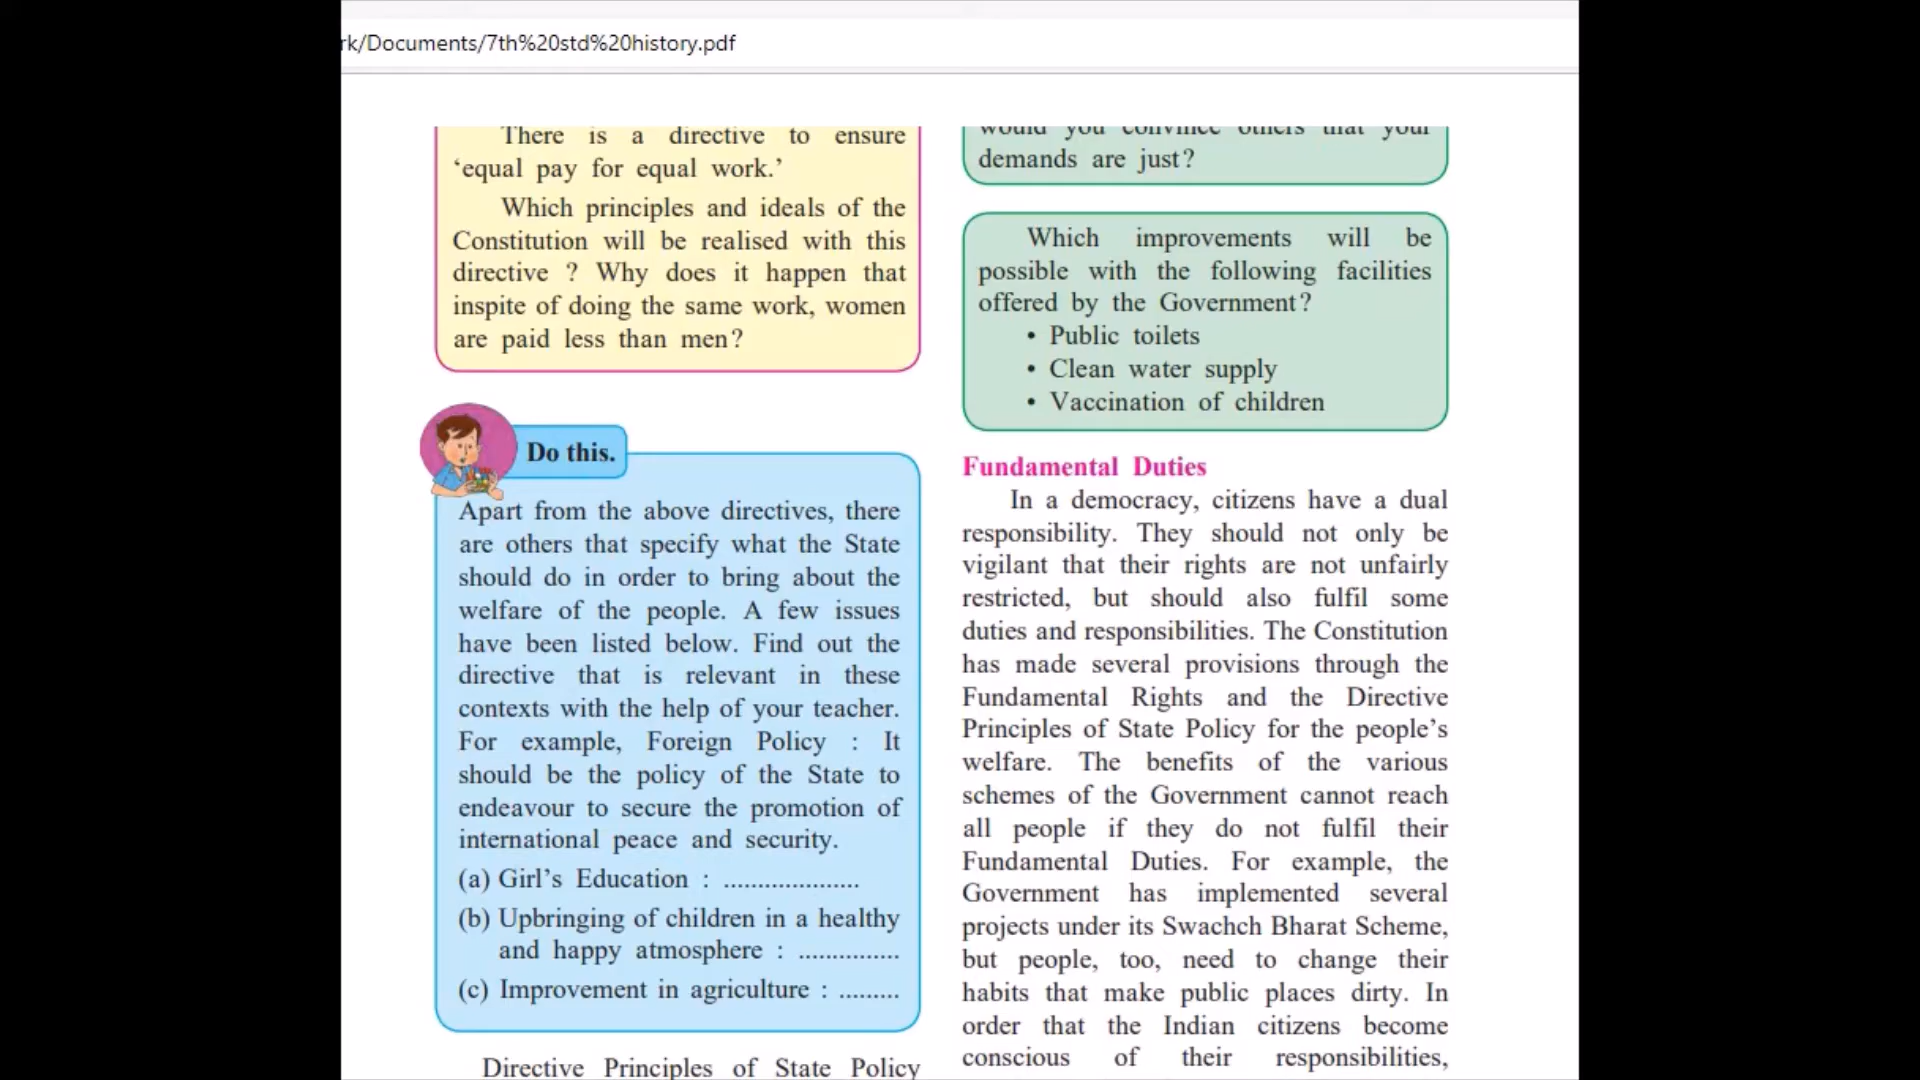 rk/Documents/7th%20std%20history.pdf
There is a directive to ensure
‘equal pay for equal work.’
Which principles and ideals of the
Constitution will be realised with this
directive ? Why does it happen that
inspite of doing the same work, women
are paid less than men?
Do this.
Apart from the above directives, there
are others that specify what the State
should do in order to bring about the
welfare of the people. A few issues
have been listed below. Find out the
directive that is relevant in these
contexts with the help of your teacher.
For example, Foreign Policy : It
should be the policy of the State to
endeavour to secure the promotion of
international peace and security.
(a) Girl’s Education : ....................
(b) Upbringing of children in a healthy
and happy atmosphere : ...............
(c) Improvement in agriculture : .........
Directive Principles of State Policy
would you convince others that your
demands are just?
Which improvements will be
possible with the following facilities
offered by the Government?
• Public toilets
• Clean water supply
• Vaccination of children
Fundamental Duties
In a democracy, citizens have a dual
responsibility. They should not only be
vigilant that their rights are not unfairly
restricted, but should also fulfil some
duties and responsibilities. The Constitution
has made several provisions through the
Fundamental Rights and the Directive
Principles of State Policy for the people’s
welfare. The benefits of the various
schemes of the Government cannot reach
all people if they do not fulfil their
Fundamental Duties. For example, the
Government has implemented several
projects under its Swachch Bharat Scheme,
but people, too, need to change their
habits that make public places dirty. In
order that the Indian citizens become
conscious of their responsibilities,